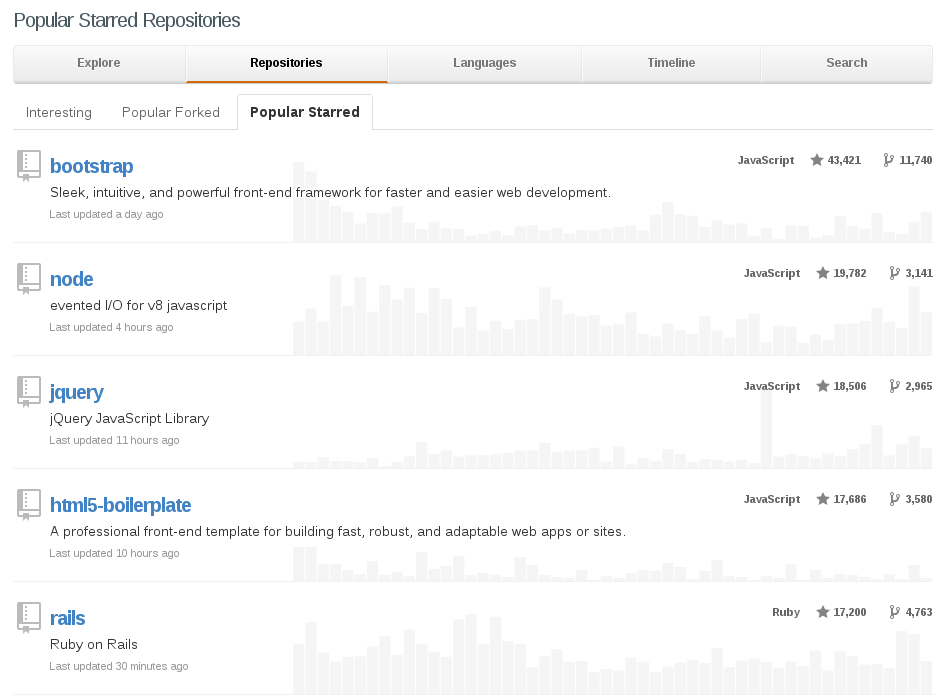 Popular Starred Repositories
Explore Repositories Languages Timeline Search
Interesting Popular Forked Popular Starred
bootstrap JavaScript 43,421 11,740
Sleek, intuitive, and powerful front-end framework for faster and easier web development.
Last updated a day ago
node JavaScript 19,782 3,141
evented I/O for v8 javascript
Last updated 4 hours ago
jquery JavaScript 18,506 2,965
jQuery JavaScript Library
Last updated 11 hours ago
html5-boilerplate JavaScript 17,686 3,580
A professional front-end template for building fast, robust, and adaptable web apps or sites.
Last updated 10 hours ago
rails Ruby 17,200 4,763
Ruby on Rails
Last updated 30 minutes ago